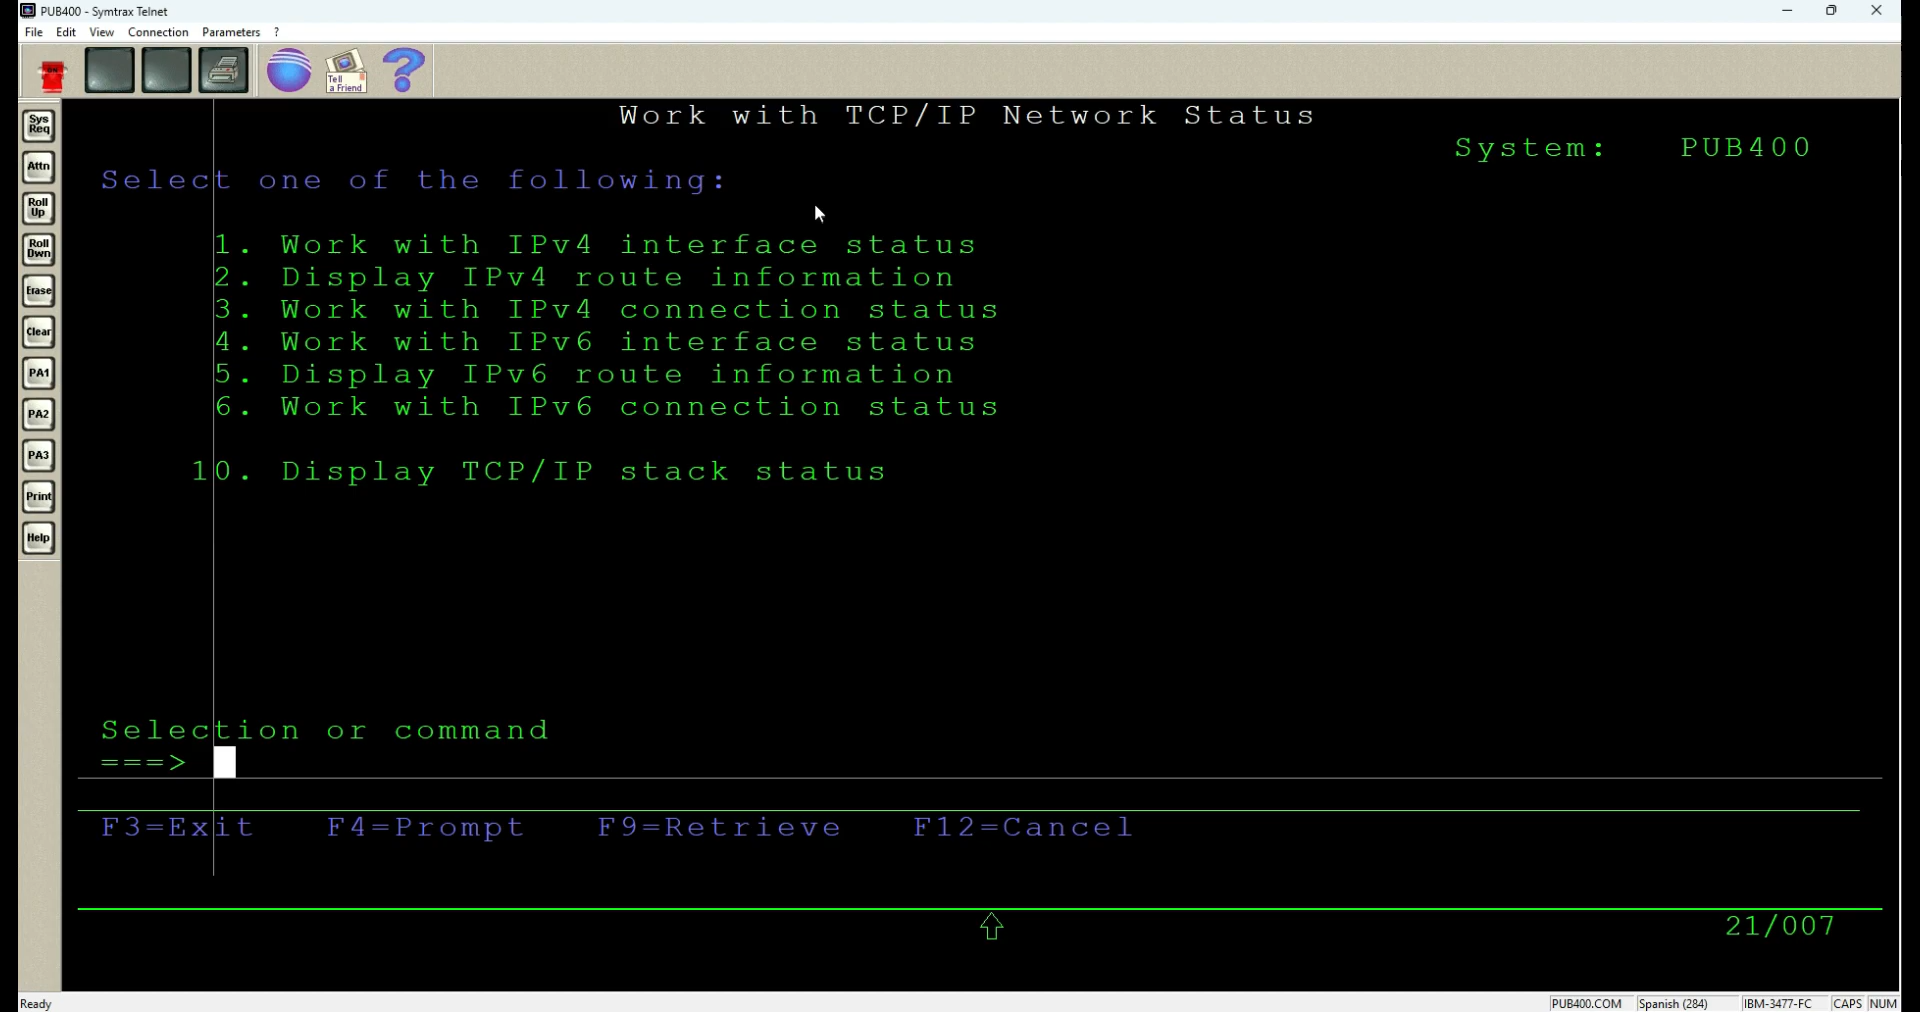 PUB400 - Symtrax Telnet
File Edit View Connection Parameters ?
ON
Tell a Friend
Work with TCP/IP Network Status
System: PUB400
Select one of the following:
1. Work with IPv4 interface status
2. Display IPv4 route information
3. Work with IPv4 connection status
4. Work with IPv6 interface status
5. Display IPv6 route information
6. Work with IPv6 connection status
10. Display TCP/IP stack status
Selection or command
===>
F3=Exit F4=Prompt F9=Retrieve F12=Cancel
21/007
Sys Req
Attn
Roll Up
Roll Dwn
Erase
Clear
PA1
PA2
PA3
Print
Help
Ready
PUB400.COM Spanish (284) IBM-3477-FC CAPS NUM